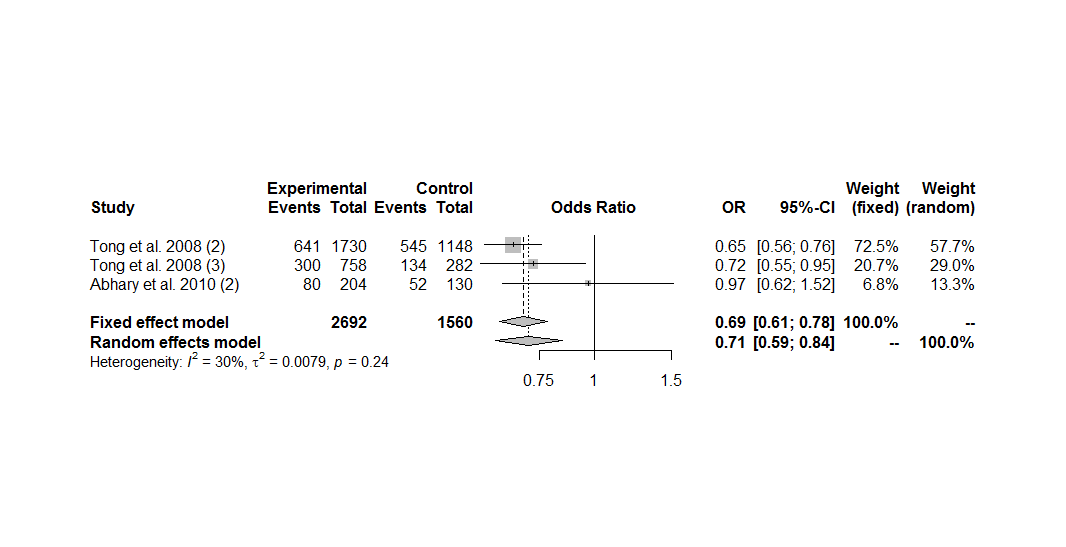 Experimental Control Weight Weight
Study Events Total Events Total Odds Ratio OR 95%-CI (fixed) (random)
Tong et al. 2008 (2) 641 1730 545 1148 0.65 [0.56; 0.76] 72.5% 57.7%
Tong et al. 2008 (3) 300 758 134 282 0.72 [0.55; 0.95] 20.7% 29.0%
Abhary et al. 2010 (2) 80 204 52 130 0.97 [0.62; 1.52] 6.8% 13.3%
Fixed effect model 2692 1560 0.69 [0.61; 0.78] 100.0% --
Random effects model 0.71 [0.59; 0.84] -- 100.0%
Heterogeneity: I² = 30%, τ² = 0.0079, p = 0.24
0.75 1 1.5